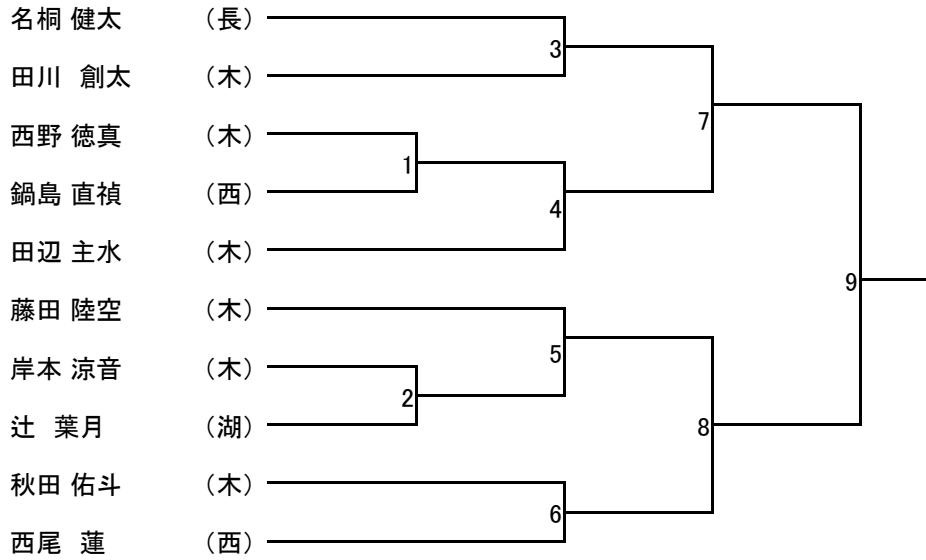 名桐 健太 （長）
3
田川 創太 （木）
7
西野 徳真 （木）
1
鍋島 直禎 （西）
4
田辺 主水 （木）
9
藤田 陸空 （木）
5
岸本 涼音 （木）
2
辻 葉月 （湖）
8
秋田 佑斗 （木）
6
西尾 蓮 （西）